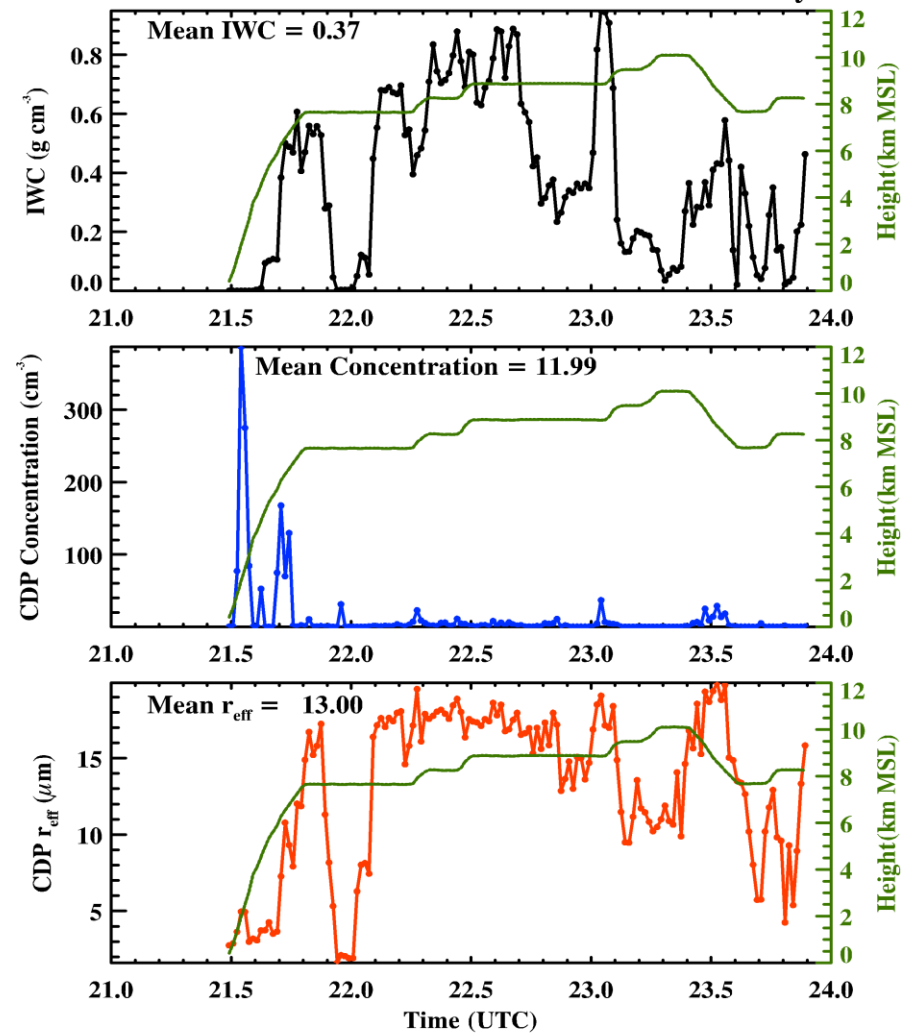 y
Mean IWC = 0.37
IWC (g cm-3)
0.8
0.6
0.4
0.2
0.0
12
10
8
6
4
2
0
Height(km MSL)
21.0 21.5 22.0 22.5 23.0 23.5 24.0
Mean Concentration = 11.99
CDP Concentration (cm-3)
300
200
100
12
10
8
6
4
2
0
Height(km MSL)
21.0 21.5 22.0 22.5 23.0 23.5 24.0
Mean reff = 13.00
CDP reff (μm)
15
10
5
12
10
8
6
4
2
0
Height(km MSL)
21.0 21.5 22.0 22.5 23.0 23.5 24.0
Time (UTC)